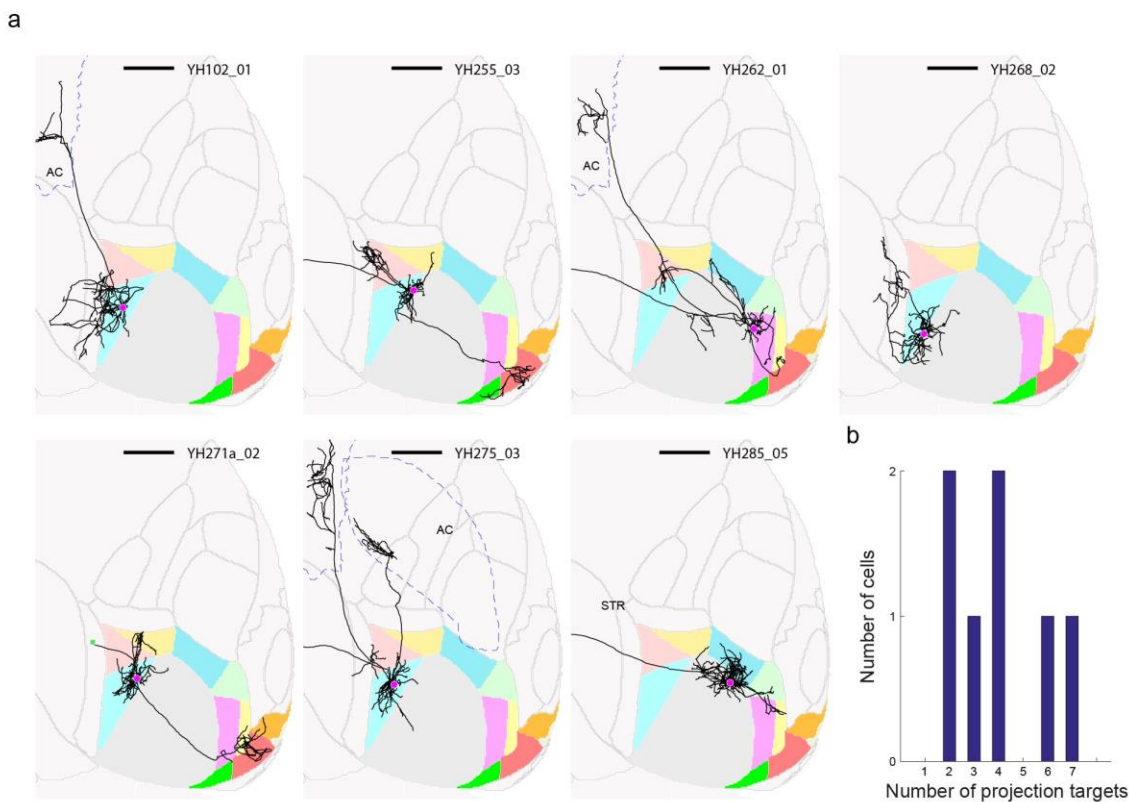 a
YH102_01
AC
YH255_03
YH262_01
AC
YH268_02
YH271a_02
YH275_03
AC
YH285_05
STR
b
Number of cells
2
1
0
1 2 3 4 5 6 7
Number of projection targets